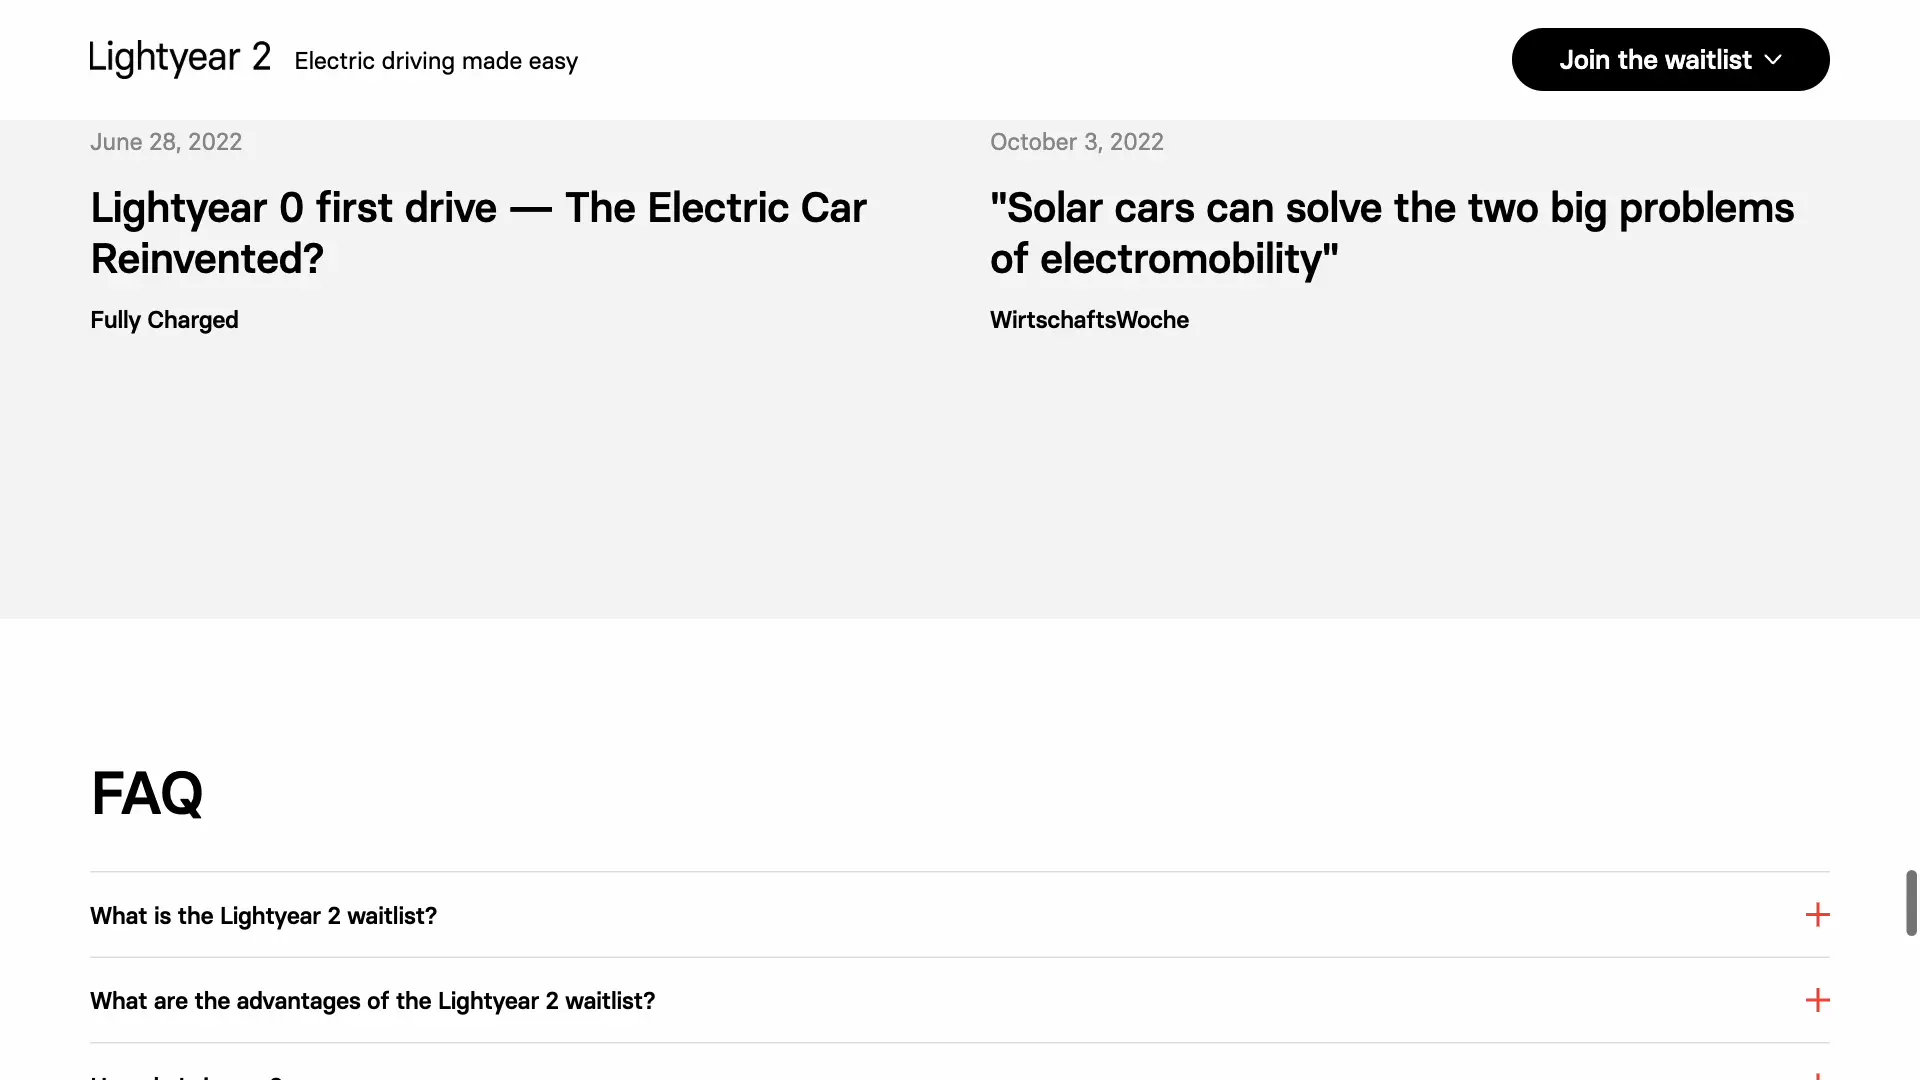 Lightyear 2 Electric driving made easy
Join the waitlist
June 28, 2022
Lightyear 0 first drive — The Electric Car
Reinvented?
Fully Charged
October 3, 2022
"Solar cars can solve the two big problems
of electromobility"
WirtschaftsWoche
FAQ
What is the Lightyear 2 waitlist?
What are the advantages of the Lightyear 2 waitlist?